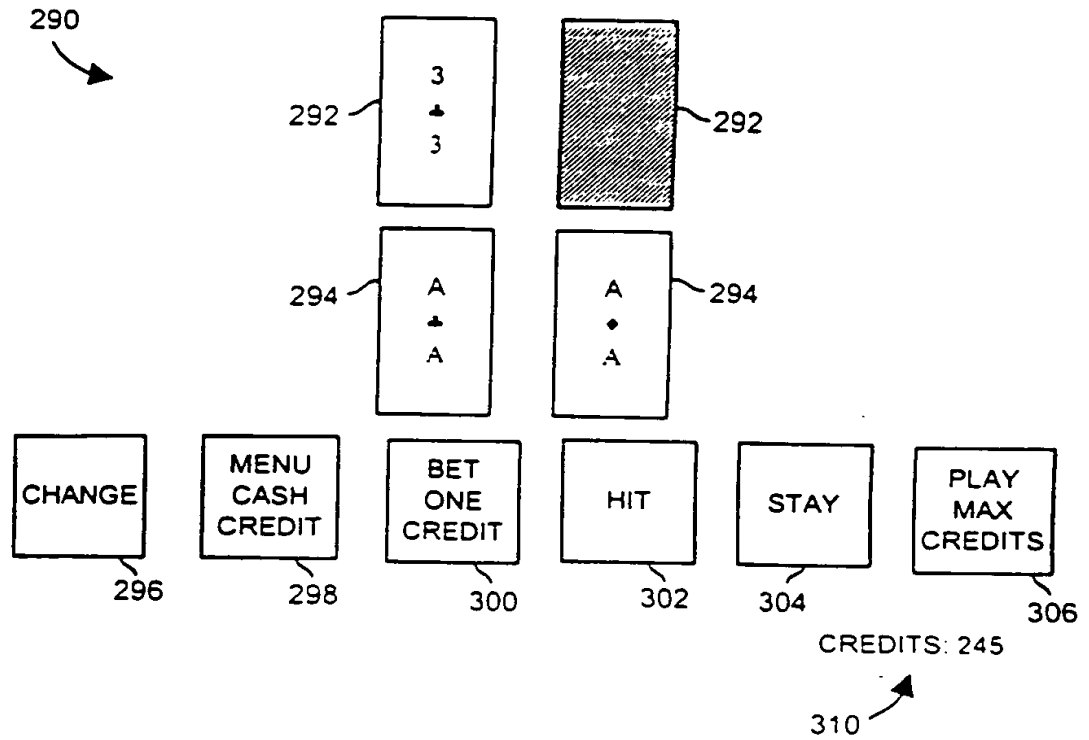 290
3
3
292
292
A
A
294
A
A
294
CHANGE
MENU
CASH
CREDIT
BET
ONE
CREDIT
HIT
STAY
PLAY
MAX
CREDITS
296
298
300
302
304
306
CREDITS: 245
310